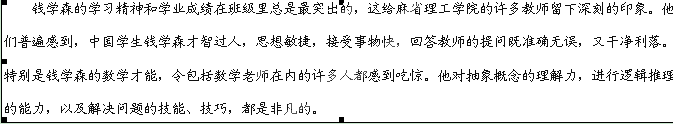 钱学森的学习精神和学业成绩在班级里总是最突出的，这给麻省理工学院的许多教师留下深刻的印象。他
们普遍感到，中国学生钱学森才智过人，思想敏捷，接受事物快，回答教师的提问既准确无误，又干净利落。
特别是钱学森的数学才能，令包括数学老师在内的许多人都感到吃惊。他对抽象概念的理解力，进行逻辑推理
的能力，以及解决问题的技能、技巧，都是非凡的。